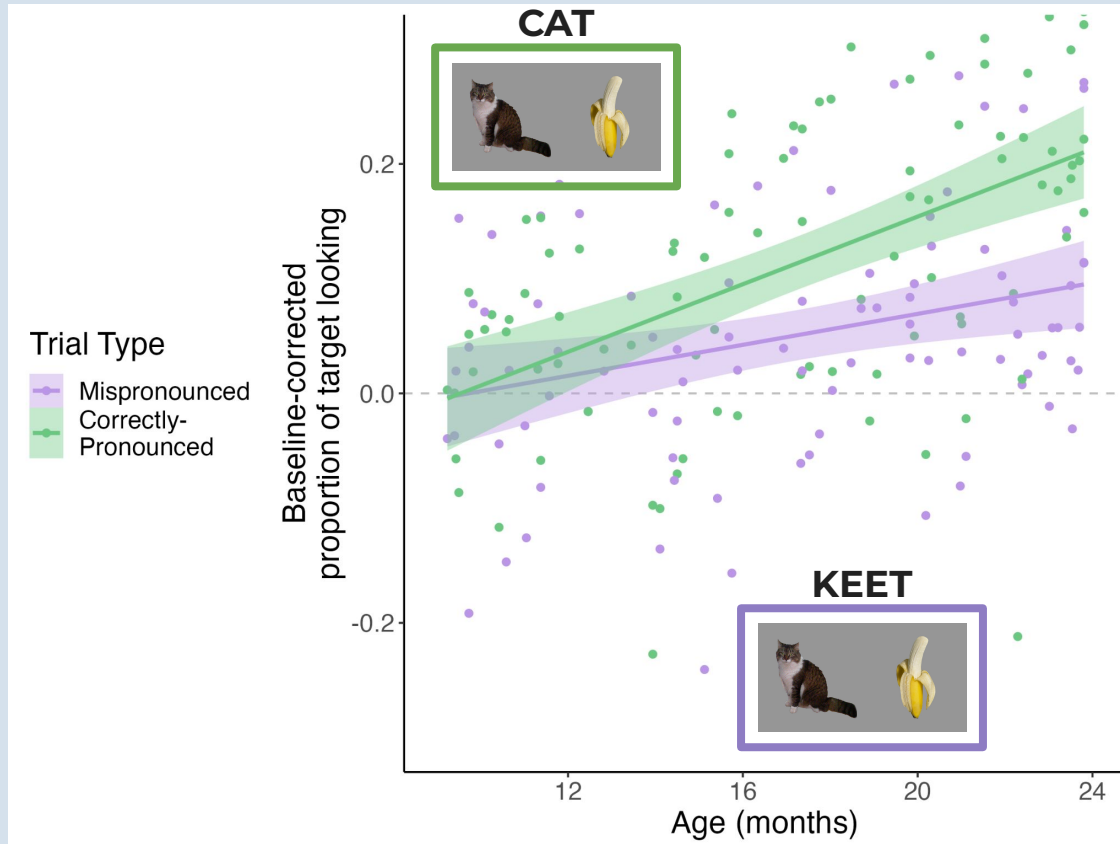 CAT
0.2
0.0
-0.2
Baseline-corrected
proportion of target looking
Trial Type
Mispronounced
Correctly-
Pronounced
KEET
12
16
20
24
Age (months)